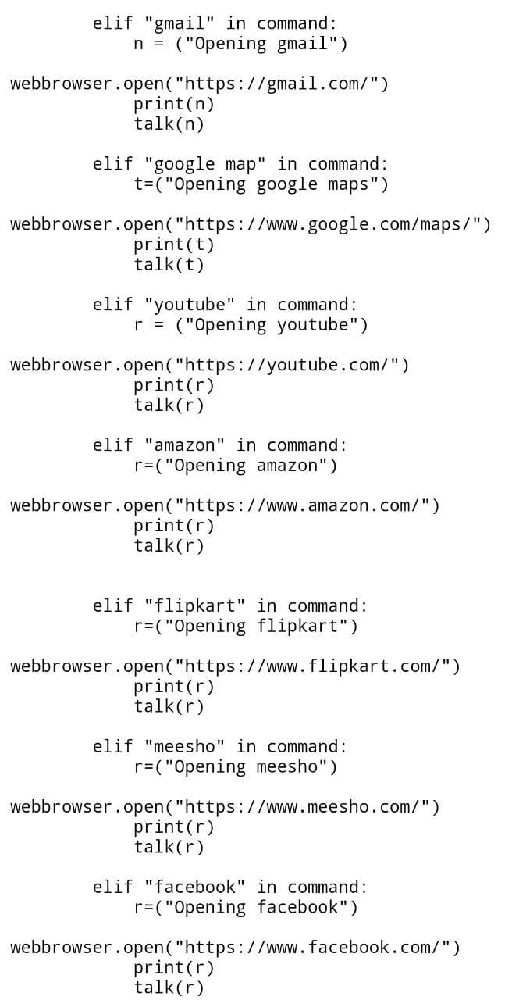 elif "gmail" in command:
            n = ("Opening gmail")

webbrowser.open("https://gmail.com/")
            print(n)
            talk(n)

        elif "google map" in command:
            t=("Opening google maps")

webbrowser.open("https://www.google.com/maps/")
            print(t)
            talk(t)

        elif "youtube" in command:
            r = ("Opening youtube")

webbrowser.open("https://youtube.com/")
            print(r)
            talk(r)

        elif "amazon" in command:
            r=("Opening amazon")

webbrowser.open("https://www.amazon.com/")
            print(r)
            talk(r)


        elif "flipkart" in command:
            r=("Opening flipkart")

webbrowser.open("https://www.flipkart.com/")
            print(r)
            talk(r)

        elif "meesho" in command:
            r=("Opening meesho")

webbrowser.open("https://www.meesho.com/")
            print(r)
            talk(r)

        elif "facebook" in command:
            r=("Opening facebook")

webbrowser.open("https://www.facebook.com/")
            print(r)
            talk(r)